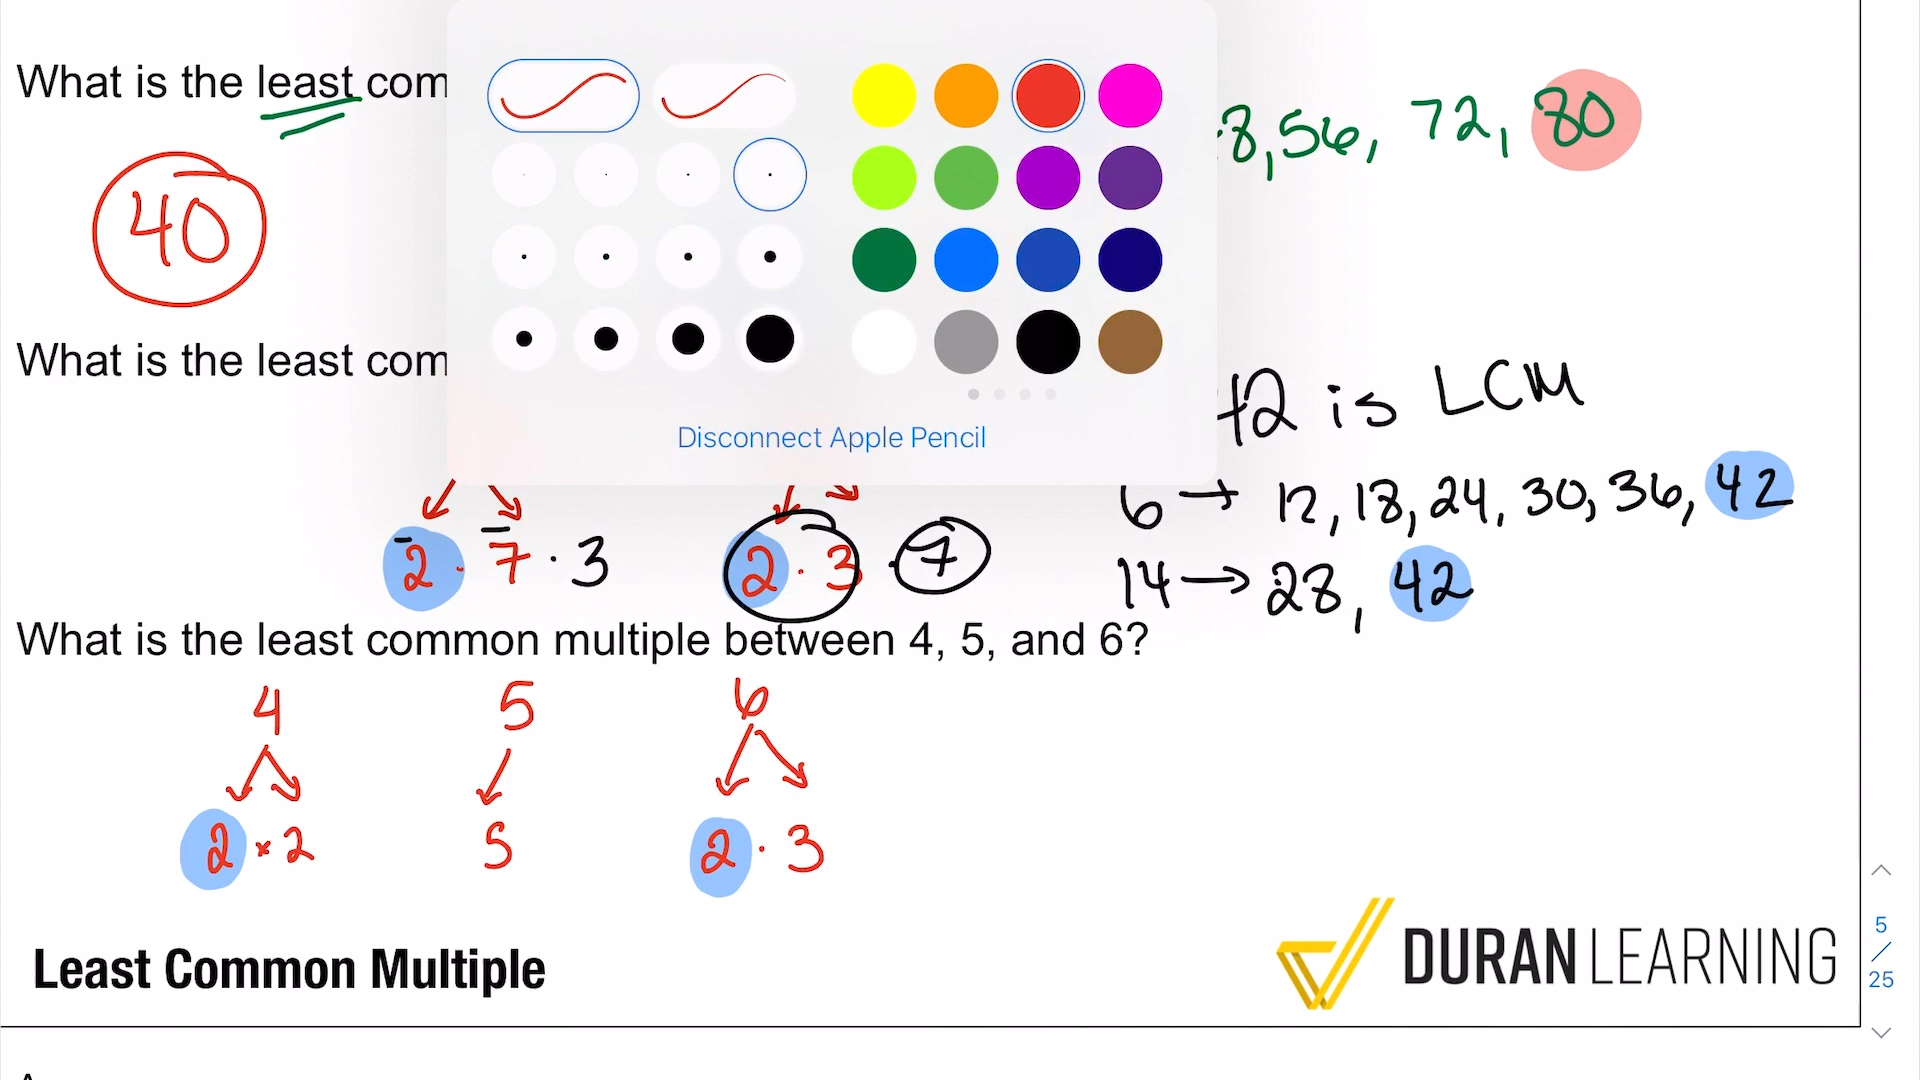 What is the least com
8, 56, 72, 80
40
What is the least com
42 is LCM
Disconnect Apple Pencil
6 → 12, 18, 24, 30, 36, 42
2 · 7 · 3
2 · 3 · 7
14 → 28, 42
What is the least common multiple between 4, 5, and 6?
4 5 6
2 × 2 5 2 · 3
Least Common Multiple
DURAN LEARNING
5 / 25